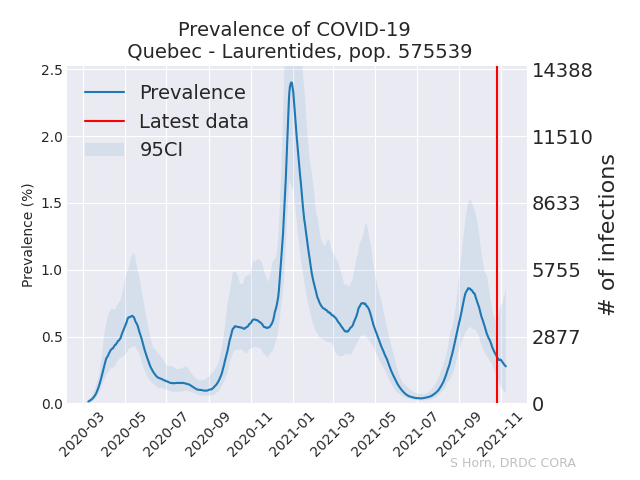 Prevalence of COVID-19
Quebec - Laurentides, pop. 575539
Prevalence
Latest data
95CI
Prevalence (%)
2.5
2.0
1.5
1.0
0.5
0.0
14388
11510
8633
5755
2877
0
# of infections
2020-03
2020-05
2020-07
2020-09
2020-11
2021-01
2021-03
2021-05
2021-07
2021-09
2021-11
S Horn, DRDC CORA